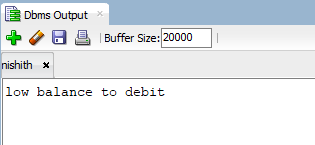 Dbms Output
Buffer Size: 20000
nishith
low balance to debit